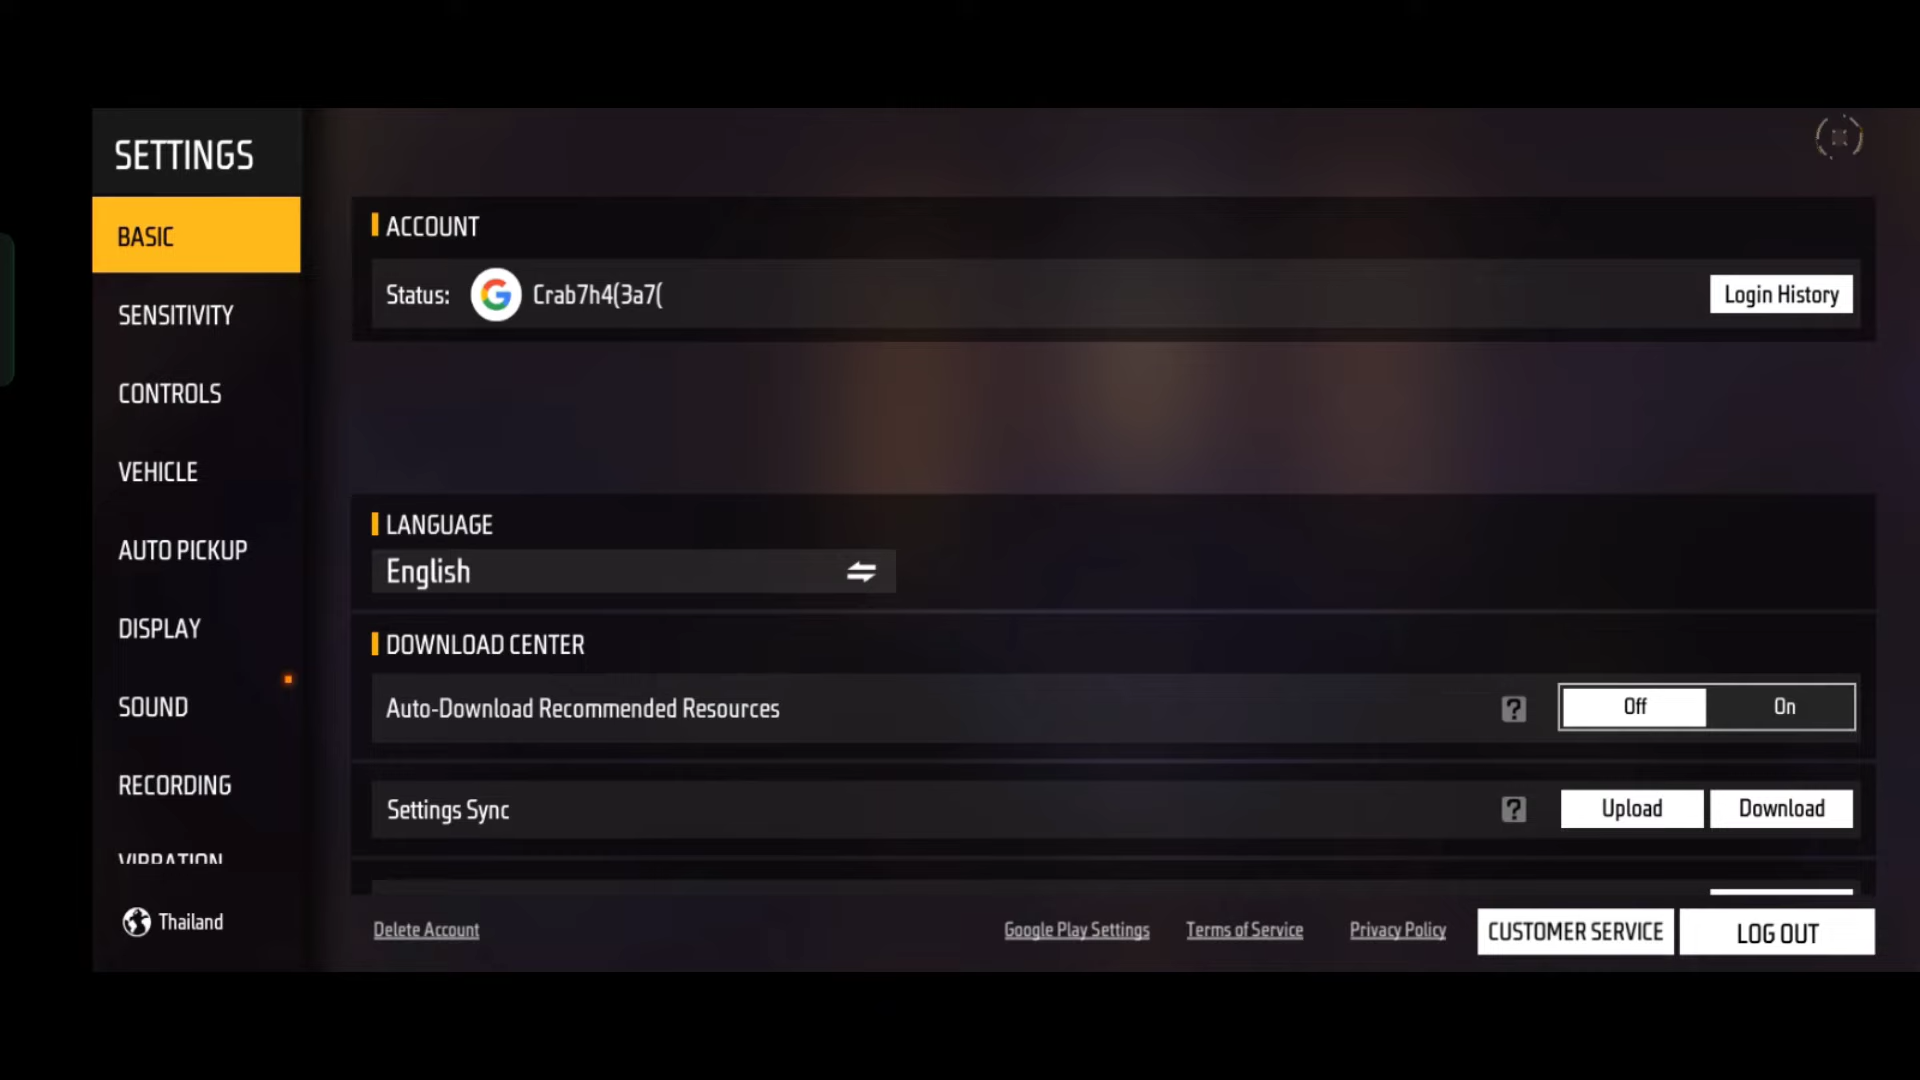 SETTINGS
BASIC
SENSITIVITY
CONTROLS
VEHICLE
AUTO PICKUP
DISPLAY
SOUND
RECORDING
VIBRATION
Thailand
ACCOUNT
Status: Crab7h4(3a7(
Login History
LANGUAGE
English
DOWNLOAD CENTER
Auto-Download Recommended Resources
?
Off
On
Settings Sync
?
Upload
Download
Delete Account
Google Play Settings
Terms of Service
Privacy Policy
CUSTOMER SERVICE
LOG OUT